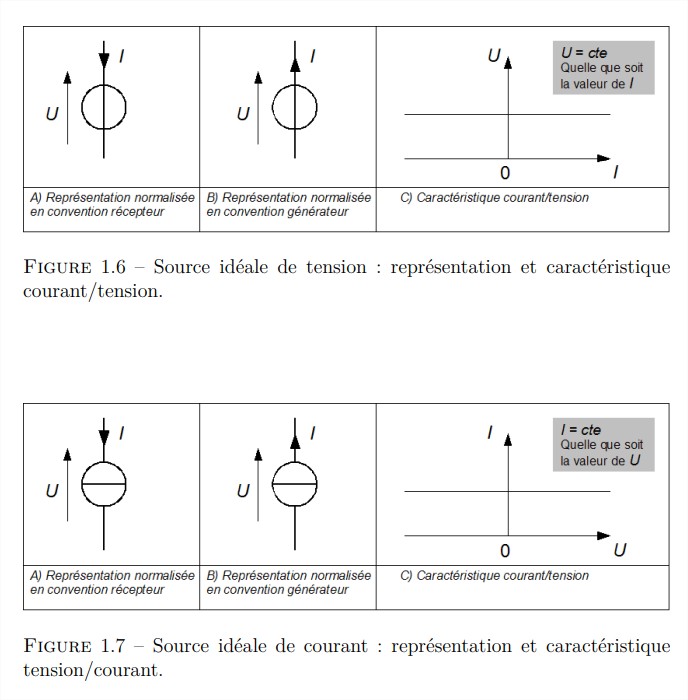 I
U
I
U
U
U = cte
Quelle que soit
la valeur de I
0
I
A) Représentation normalisée
en convention récepteur
B) Représentation normalisée
en convention générateur
C) Caractéristique courant/tension
FIGURE 1.6 – Source idéale de tension : représentation et caractéristique
courant/tension.
I
U
I
U
I
I = cte
Quelle que soit
la valeur de U
0
U
A) Représentation normalisée
en convention récepteur
B) Représentation normalisée
en convention générateur
C) Caractéristique courant/tension
FIGURE 1.7 – Source idéale de courant : représentation et caractéristique
tension/courant.